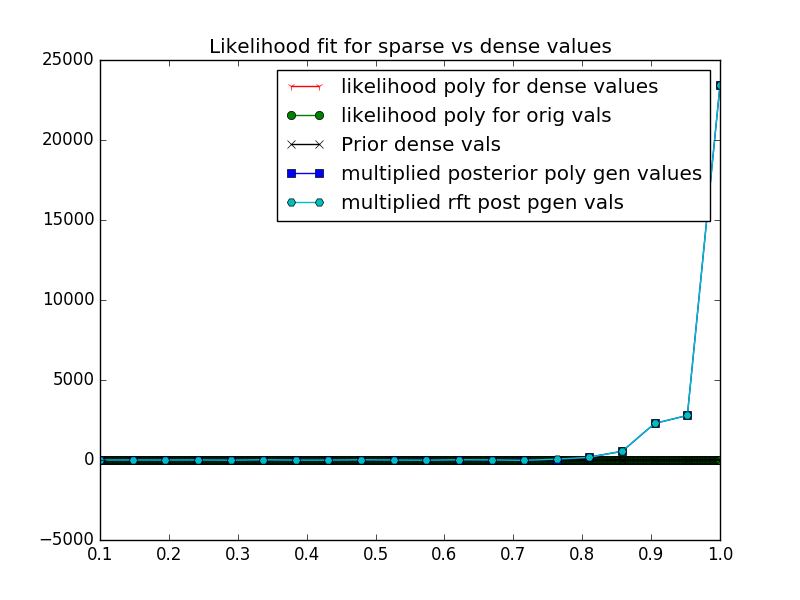 Likelihood fit for sparse vs dense values
25000
20000
15000
10000
5000
0
−5000
likelihood poly for dense values
likelihood poly for orig vals
Prior dense vals
multiplied posterior poly gen values
multiplied rft post pgen vals
0.1 0.2 0.3 0.4 0.5 0.6 0.7 0.8 0.9 1.0